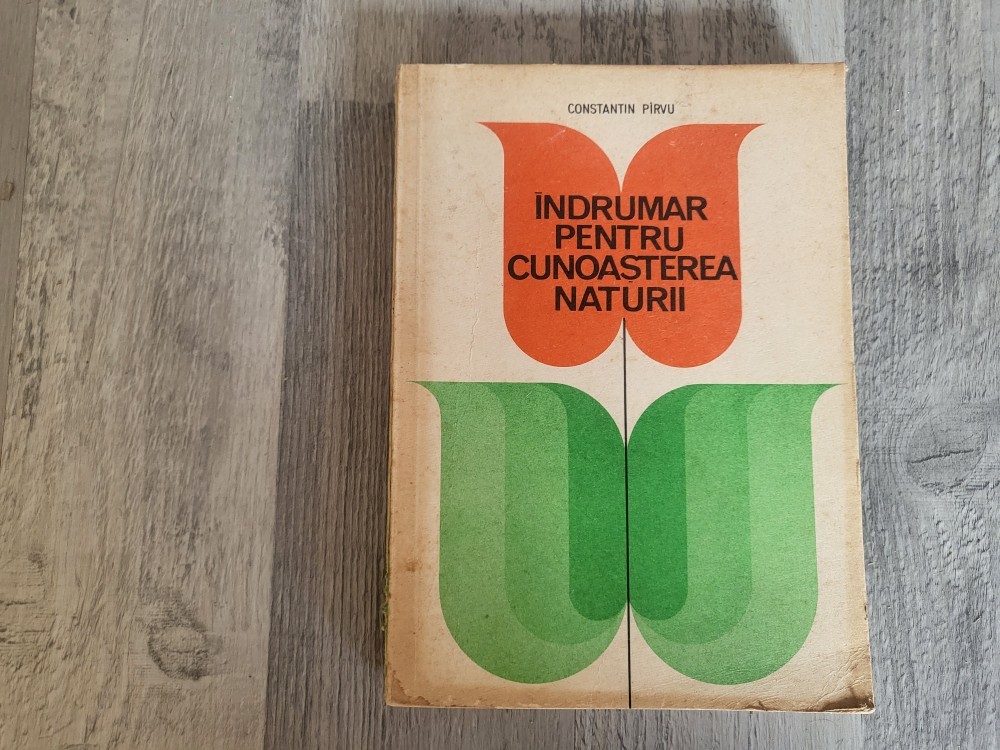 CONSTANTIN PÎRVU
ÎNDRUMAR
PENTRU
CUNOAȘTEREA
NATURII